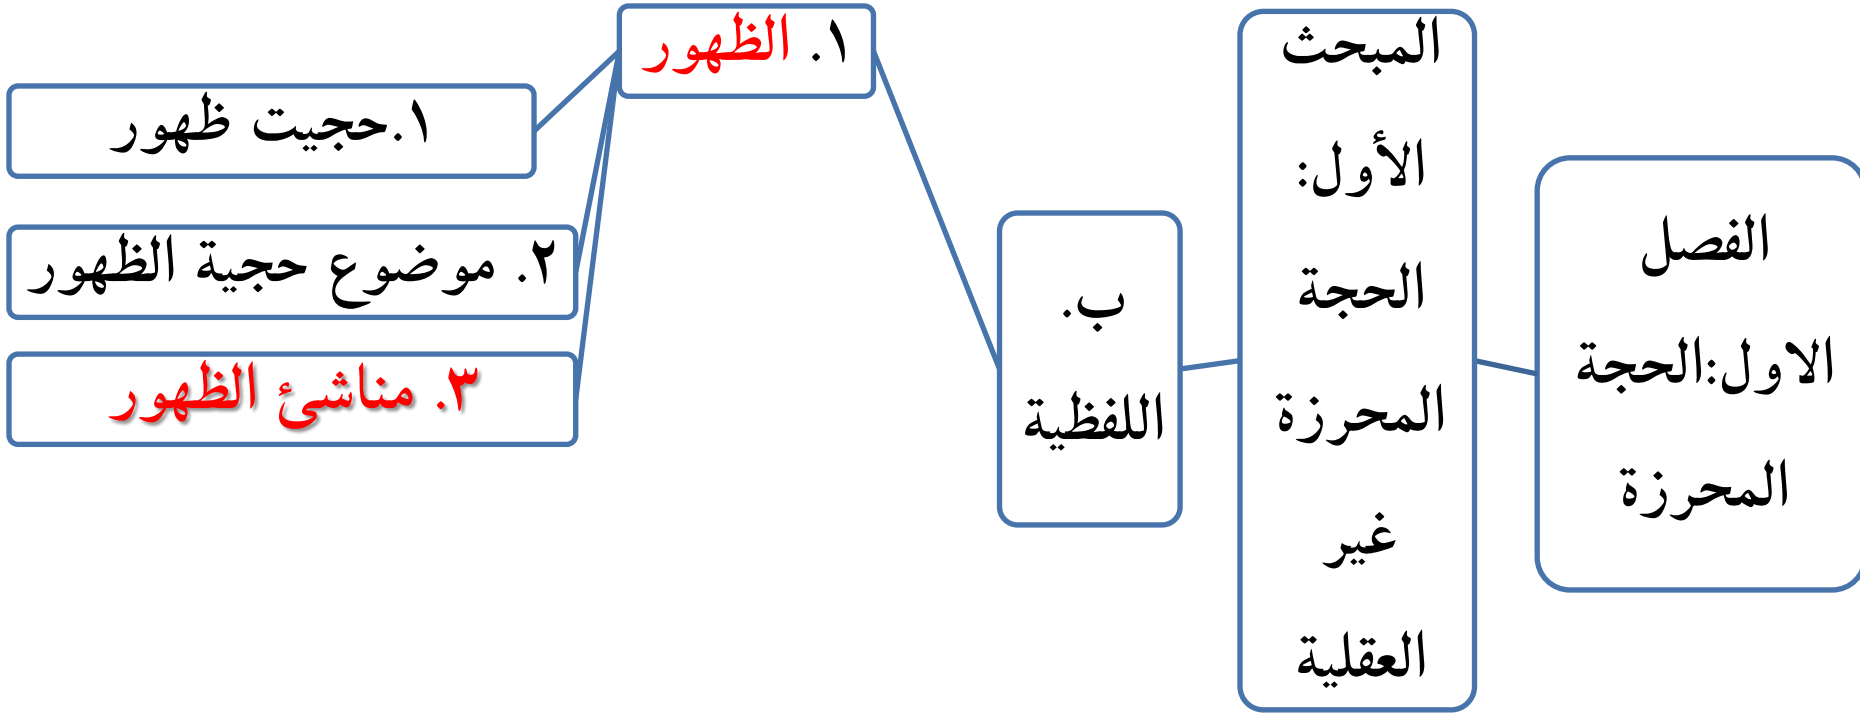 الفصل
الاول:الحجة
المحرزة
المبحث
الأول:
الحجة
المحرزة
غير
العقلية
ب.
اللفظية
١. الظهور
١.حجيت ظهور
٢. موضوع حجية الظهور
٣. مناشئ الظهور